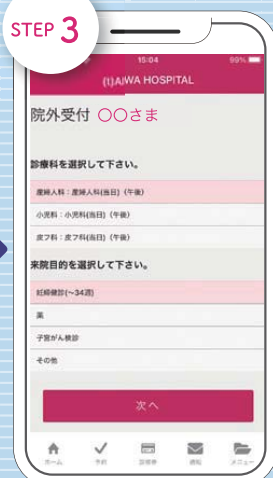 STEP 3
15:04
99%
(t)AIWA HOSPITAL
院外受付 〇〇さま
診療科を選択して下さい。
産婦人科：産婦人科(当日)（午後）
小児科：小児科(当日)（午後）
皮フ科：皮フ科(当日)（午後）
来院目的を選択して下さい。
妊婦健診(～34週)
薬
子宮がん検診
その他
次へ
ホーム
予約
診察券
通知
メニュー